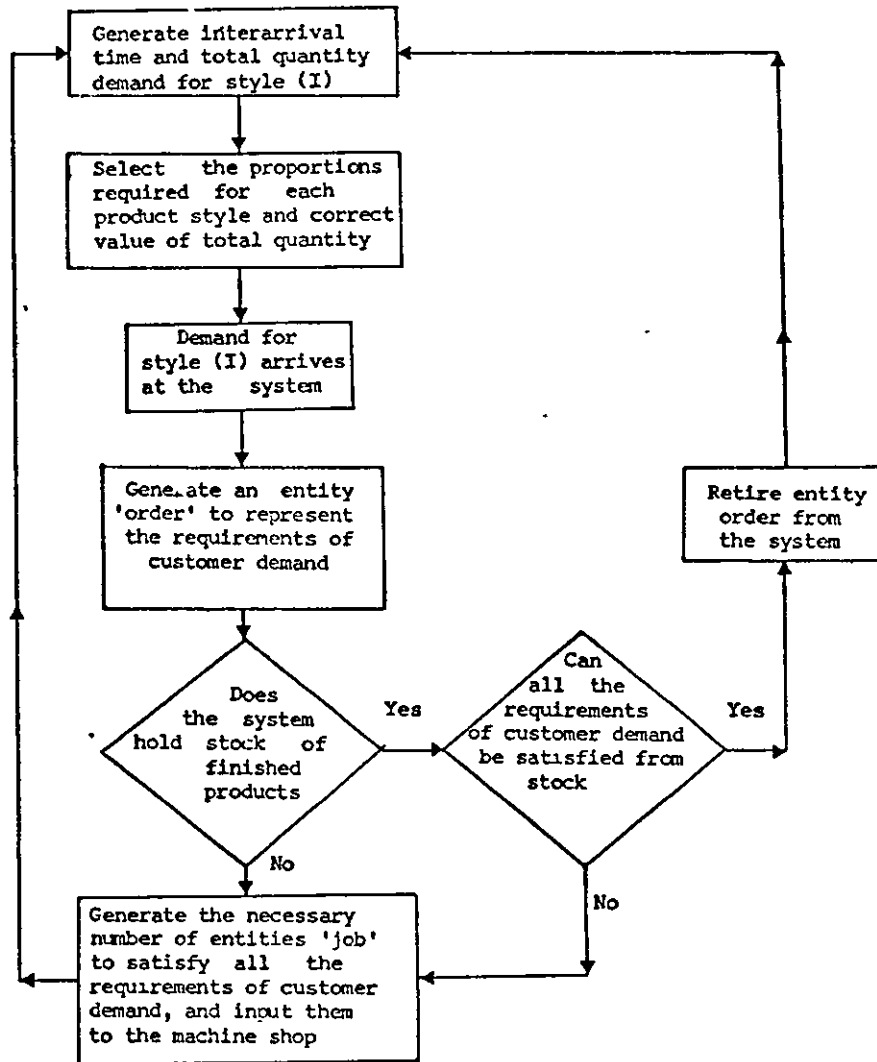 Generate interarrival
time and total quantity
demand for style (I)
Select the proportions
required for each
product style and correct
value of total quantity
Demand for
style (I) arrives
at the system
Generate an entity
'order' to represent
the requirements of
customer demand
Retire entity
order from
the system
Does
the system
hold stock of
finished
products
Yes
Can
all the
requirements
of customer demand
be satisfied from
stock
Yes
No
No
Generate the necessary
number of entities 'job'
to satisfy all the
requirements of customer
demand, and input them
to the machine shop